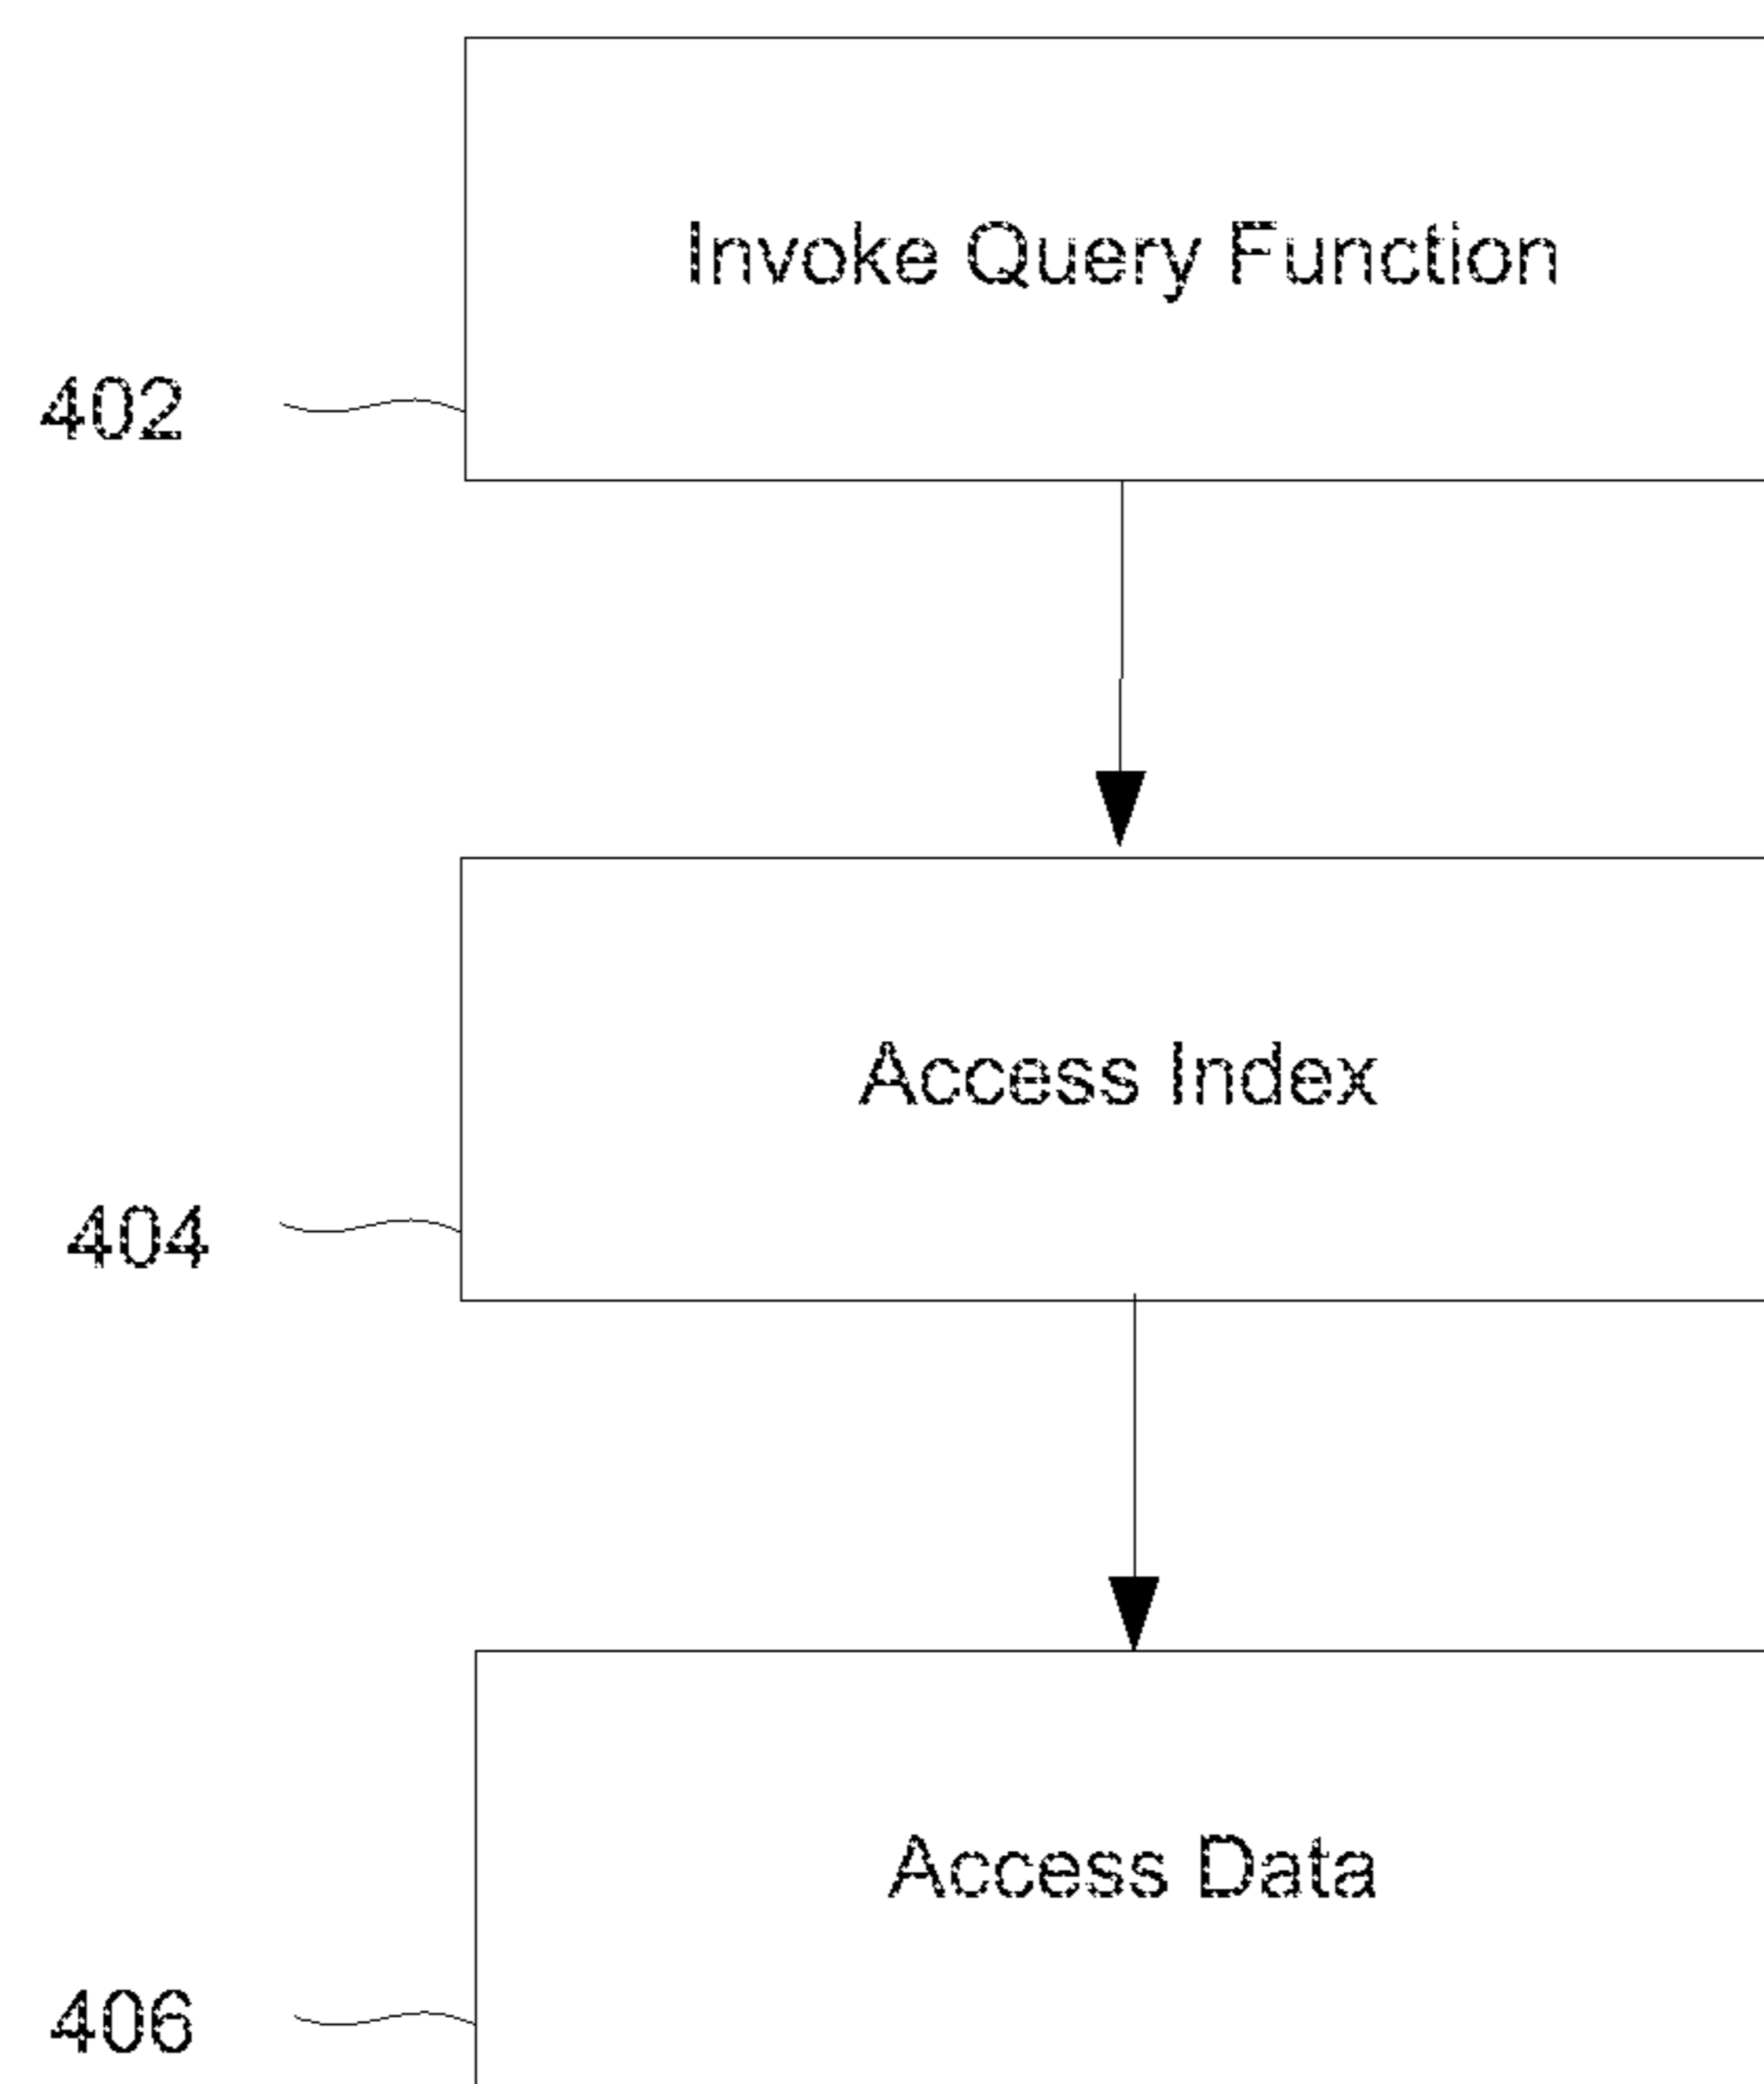 Invoke Query Function
402
Access Index
404
Access Data
406